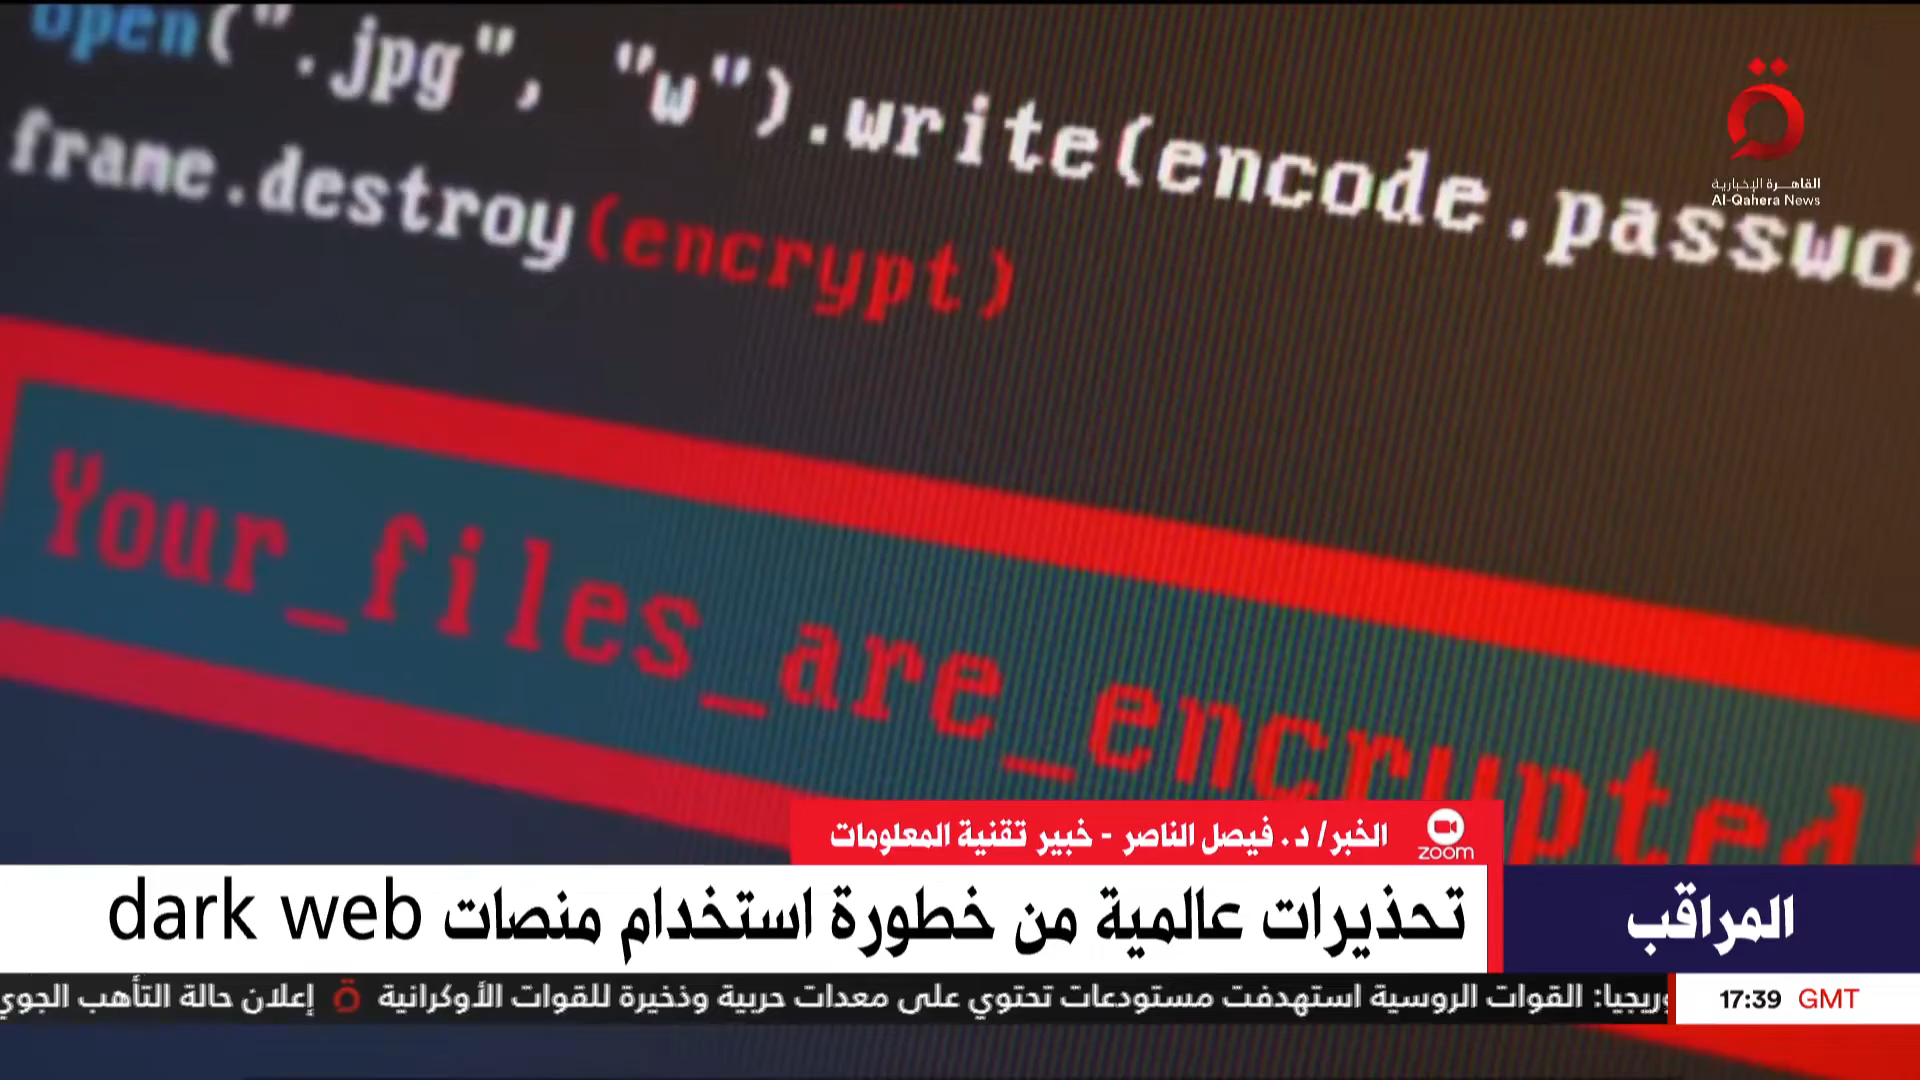 open(".jpg", "w").write(encode.passwo
frame.destroy(encrypt)
القاهرة الإخبارية
Al-Qahera News
Your_files_are_encrypted
الخبر/ د. فيصل الناصر - خبير تقنية المعلومات
zoom
تحذيرات عالمية من خطورة استخدام منصات dark web
المراقب
وريجيا: القوات الروسية استهدفت مستودعات تحتوي على معدات حربية وذخيرة للقوات الأوكرانية
إعلان حالة التأهب الجوي
17:39 GMT